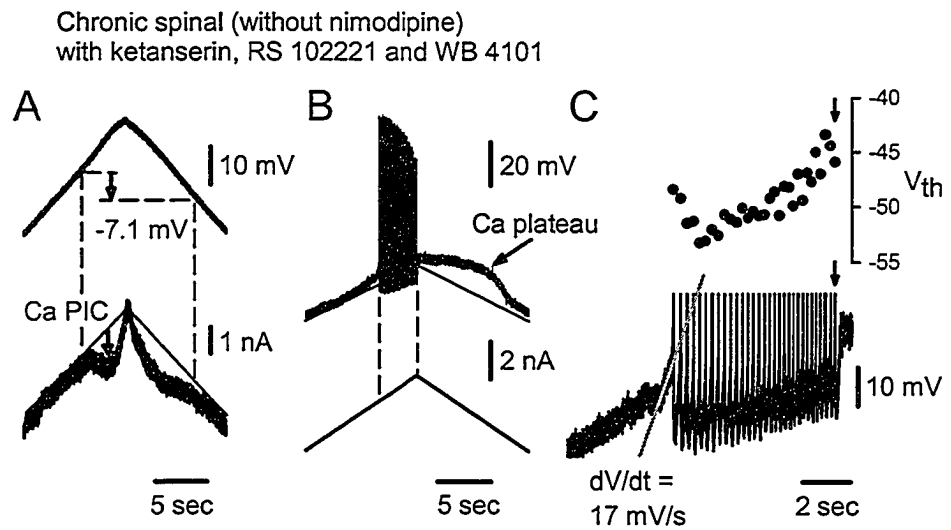 Chronic spinal (without nimodipine)
with ketanserin, RS 102221 and WB 4101
A
10 mV
-7.1 mV
Ca PIC
1 nA
5 sec
B
20 mV
Ca plateau
2 nA
5 sec
C
-40
-45
-50
-55
Vth
10 mV
dV/dt =
17 mV/s
2 sec